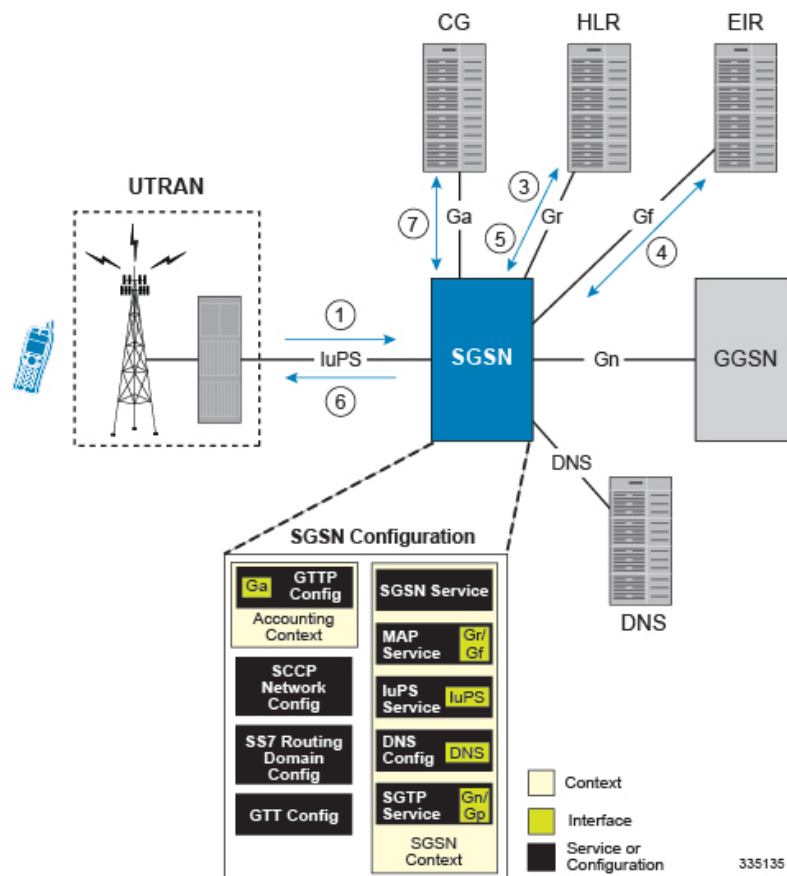 CG
HLR
EIR
UTRAN
7
Ga
3
5
Gr
Gf
4
1
IuPS
6
SGSN
Gn
GGSN
DNS
DNS
SGSN Configuration
Ga
GTTP
Config
Accounting
Context
SCCP
Network
Config
SS7 Routing
Domain
Config
GTT Config
SGSN Service
MAP
Service
Gr/
Gf
IuPS
Service
IuPS
DNS
Config
DNS
SGTP
Service
Gn/
Gp
SGSN
Context
Context
Interface
Service or
Configuration
335135